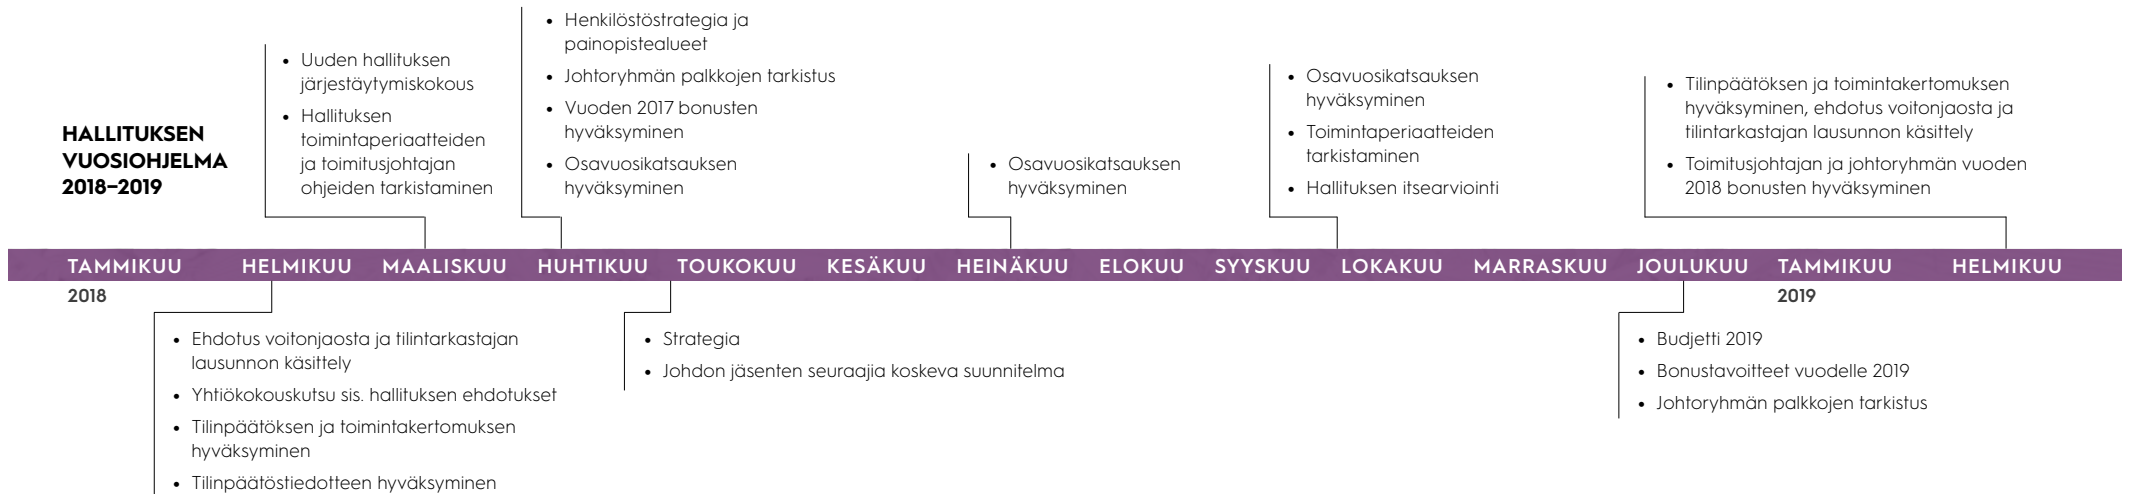 HALLITUKSEN
VUOSIOHJELMA
2018–2019
• Uuden hallituksen
järjestäytymiskokous
• Hallituksen
toimintaperiaatteiden
ja toimitusjohtajan
ohjeiden tarkistaminen
• Henkilöstöstrategia ja
painopistealueet
• Johtoryhmän palkkojen tarkistus
• Vuoden 2017 bonusten
hyväksyminen
• Osavuosikatsauksen
hyväksyminen
• Osavuosikatsauksen
hyväksyminen
• Osavuosikatsauksen
hyväksyminen
• Toimintaperiaatteiden
tarkistaminen
• Hallituksen itsearviointi
• Tilinpäätöksen ja toimintakertomuksen
hyväksyminen, ehdotus voitonjaosta ja
tilintarkastajan lausunnon käsittely
• Toimitusjohtajan ja johtoryhmän vuoden
2018 bonusten hyväksyminen
TAMMIKUU HELMIKUU MAALISKUU HUHTIKUU TOUKOKUU KESÄKUU HEINÄKUU ELOKUU SYYSKUU LOKAKUU MARRASKUU JOULUKUU TAMMIKUU HELMIKUU
2018 2019
• Ehdotus voitonjaosta ja tilintarkastajan
lausunnon käsittely
• Yhtiökokouskutsu sis. hallituksen ehdotukset
• Tilinpäätöksen ja toimintakertomuksen
hyväksyminen
• Tilinpäätöstiedotteen hyväksyminen
• Strategia
• Johdon jäsenten seuraajia koskeva suunnitelma
• Budjetti 2019
• Bonustavoitteet vuodelle 2019
• Johtoryhmän palkkojen tarkistus